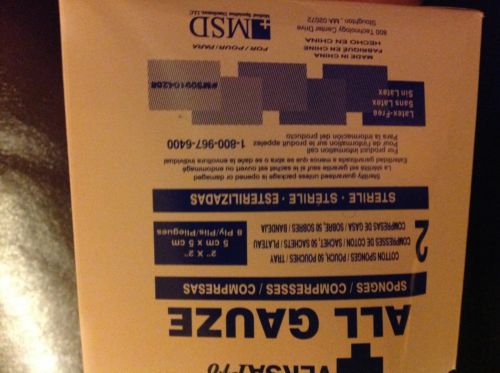 VERSAPro
ALL GAUZE
SPONGES / COMPRESSES / COMPRESAS
2
COTTON SPONGES / POUCH, 50 POUCHES / TRAY
COMPRESSES DE COTON / SACHET, 50 SACHETS / PLATEAU
COMPRESAS DE GASA / SOBRE, 50 SOBRES / BANDEJA
2" X 2"
5 cm x 5 cm
8 Ply/Plis/Pliegues
STERILE · STÉRILE · ESTERILIZADAS
Sterility guaranteed unless package is opened or damaged
La stérilité est garantie sauf si le sachet est ouvert ou endommagé
Esterilidad garantizada a menos que se abra o se dañe la envoltura individual
For product information call
Pour de l'information sur le produit appelez
Para la información del producto
1-800-967-6400
Latex-Free
Sans Latex
Sin Latex
#MS09104208
MADE IN CHINA
FABRIQUÉ EN CHINE
HECHO EN CHINA
FOR / POUR / PARA
MSD
Medical Specialties Distributors, LLC
800 Technology Center Drive
Stoughton, MA 02072